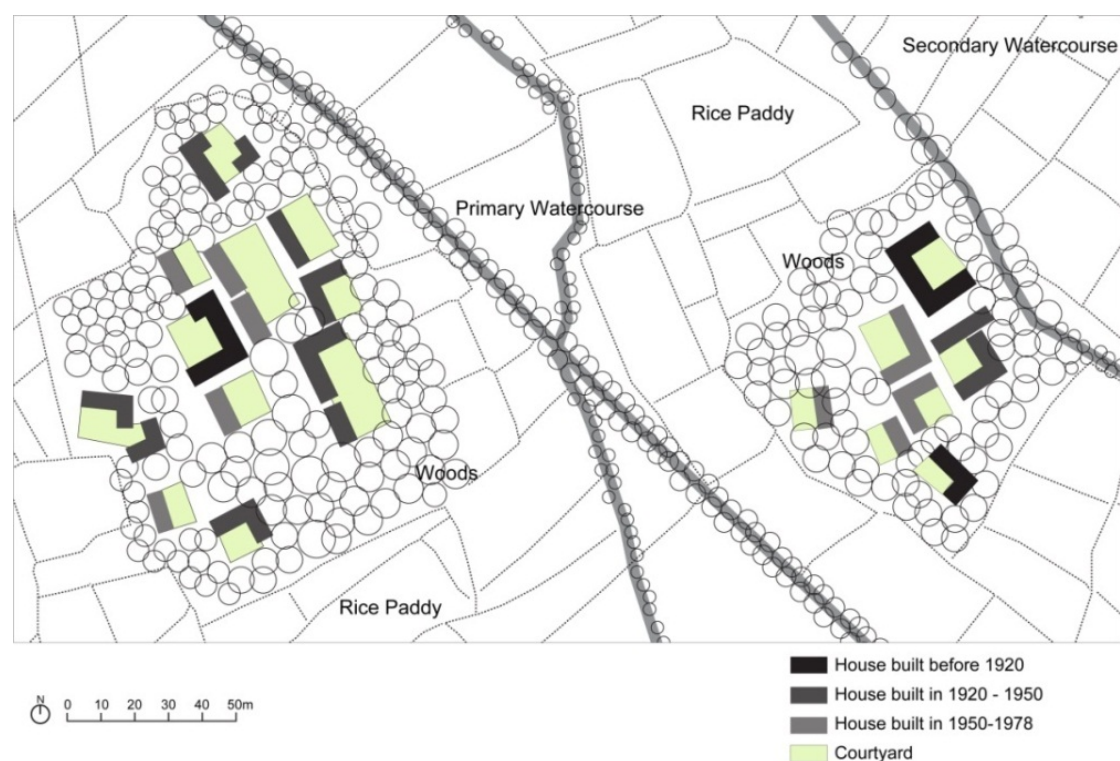 Secondary Watercourse
Rice Paddy
Primary Watercourse
Woods
Woods
Rice Paddy
House built before 1920
N
House built in 1920 - 1950
0 10 20 30 40 50m
House built in 1950-1978
Courtyard